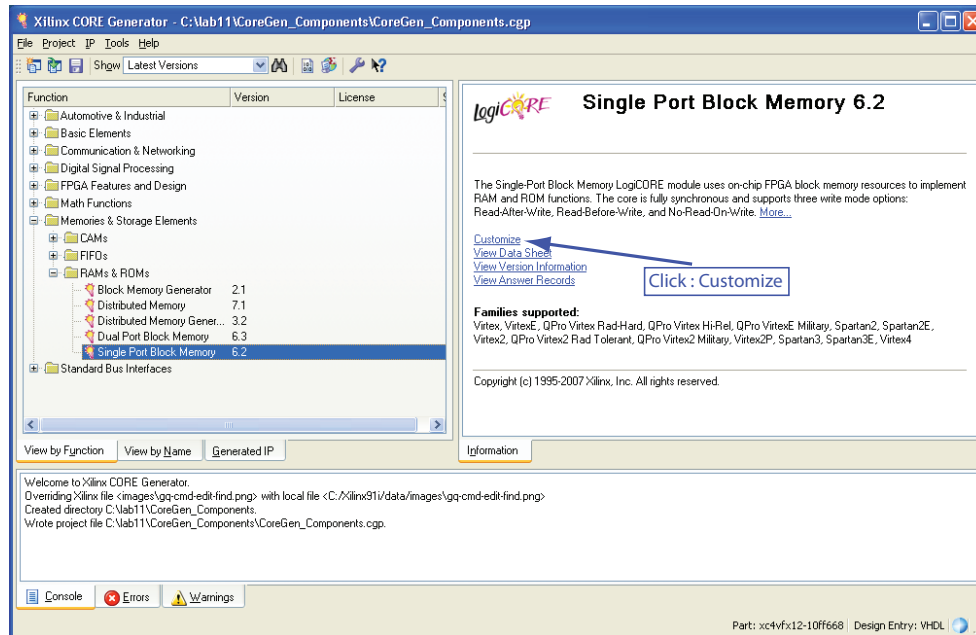 Xilinx CORE Generator - C:\lab11\CoreGen_Components\CoreGen_Components.cgp
File Project IP Tools Help
Show Latest Versions
Function Version License S
Automotive & Industrial
Basic Elements
Communication & Networking
Digital Signal Processing
FPGA Features and Design
Math Functions
Memories & Storage Elements
CAMs
FIFOs
RAMs & ROMs
Block Memory Generator 2.1
Distributed Memory 7.1
Distributed Memory Gener... 3.2
Dual Port Block Memory 6.3
Single Port Block Memory 6.2
Standard Bus Interfaces
View by Function View by Name Generated IP
LogiCORE Single Port Block Memory 6.2
The Single-Port Block Memory LogiCORE module uses on-chip FPGA block memory resources to implement
RAM and ROM functions. The core is fully synchronous and supports three write mode options:
Read-After-Write, Read-Before-Write, and No-Read-On-Write. More...
Customize
View Data Sheet
View Version Information
View Answer Records
Click : Customize
Families supported:
Virtex, VirtexE, QPro Virtex Rad-Hard, QPro Virtex Hi-Rel, QPro VirtexE Military, Spartan2, Spartan2E,
Virtex2, QPro Virtex2 Rad Tolerant, QPro Virtex2 Military, Virtex2P, Spartan3, Spartan3E, Virtex4
Copyright (c) 1995-2007 Xilinx, Inc. All rights reserved.
Information
Welcome to Xilinx CORE Generator.
Overriding Xilinx file <images\gq-cmd-edit-find.png> with local file <C:/Xilinx91i/data/images\gq-cmd-edit-find.png>
Created directory C:\lab11\CoreGen_Components.
Wrote project file C:\lab11\CoreGen_Components\CoreGen_Components.cgp.
Console Errors Warnings
Part: xc4vfx12-10ff668 Design Entry: VHDL